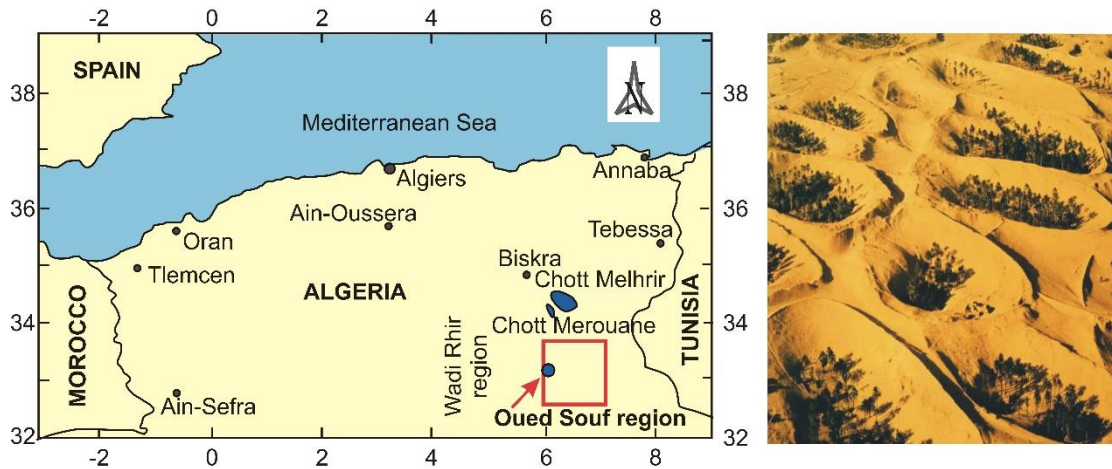 -2 0 2 4 6 8
38
36
34
32
38
36
34
32
SPAIN
N
Mediterranean Sea
Algiers
Annaba
Ain-Oussera
Oran
Tebessa
Tlemcen
Biskra
Chott Melhrir
ALGERIA
Chott Merouane
MOROCCO
Wadi Rhir
region
TUNISIA
Ain-Sefra
Oued Souf region
-2 0 2 4 6 8